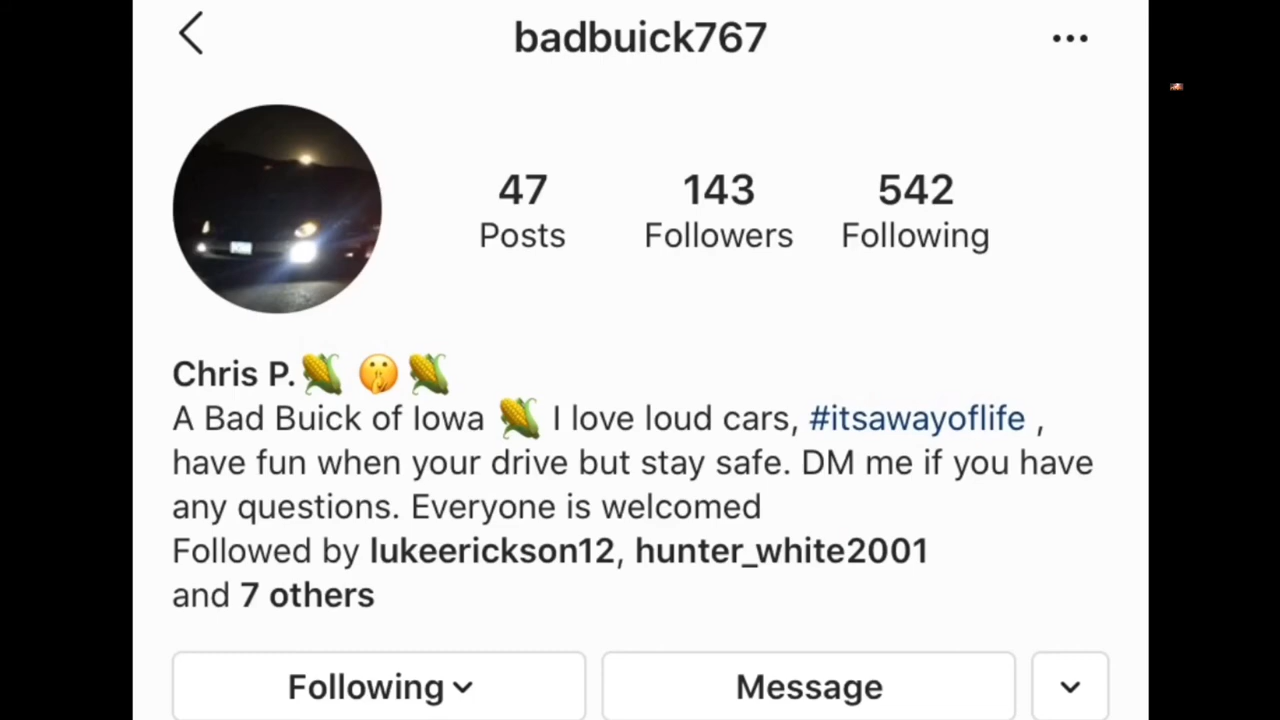 badbuick767
47 143 542
Posts Followers Following
Chris P.🌽 🤫 🌽
A Bad Buick of Iowa 🌽 I love loud cars, #itsawayoflife ,
have fun when your drive but stay safe. DM me if you have
any questions. Everyone is welcomed
Followed by lukeerickson12, hunter_white2001
and 7 others
Following Message